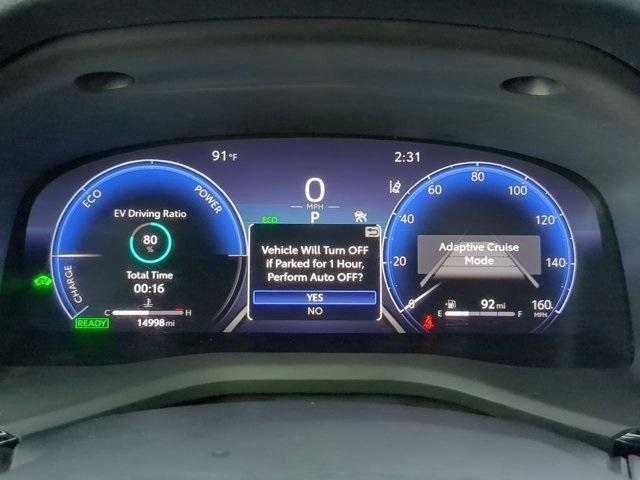 91°F
2:31
0
MPH
P
ECO
ECO
POWER
CHARGE
EV Driving Ratio
80
%
Total Time
00:16
C H
READY
14998 mi
Vehicle Will Turn OFF
if Parked for 1 Hour,
Perform Auto OFF?
YES
NO
0
20
40
60
80
100
120
140
160
MPH
Adaptive Cruise
Mode
92 mi
E F